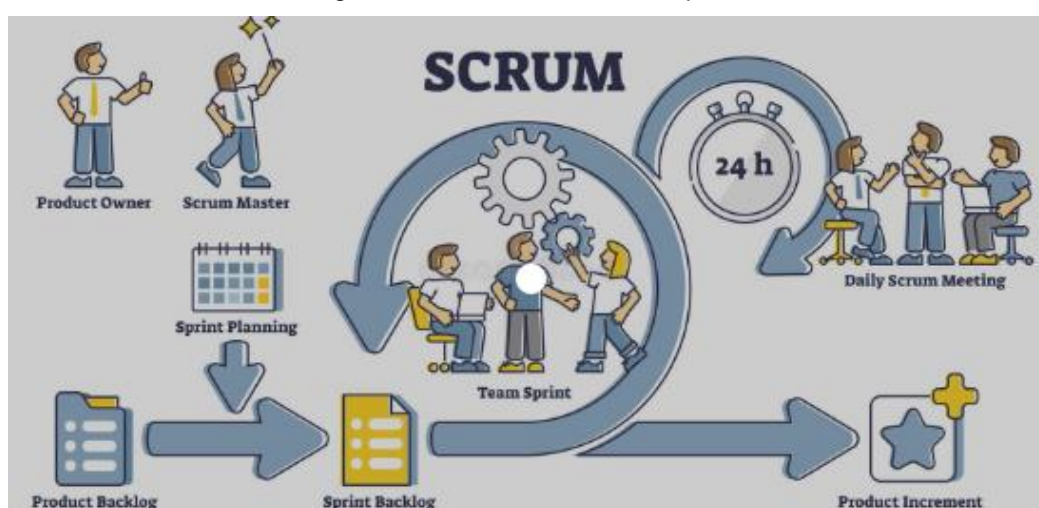 SCRUM
24 h
Product Owner
Scrum Master
Daily Scrum Meeting
Sprint Planning
Team Sprint
Product Backlog
Sprint Backlog
Product Increment